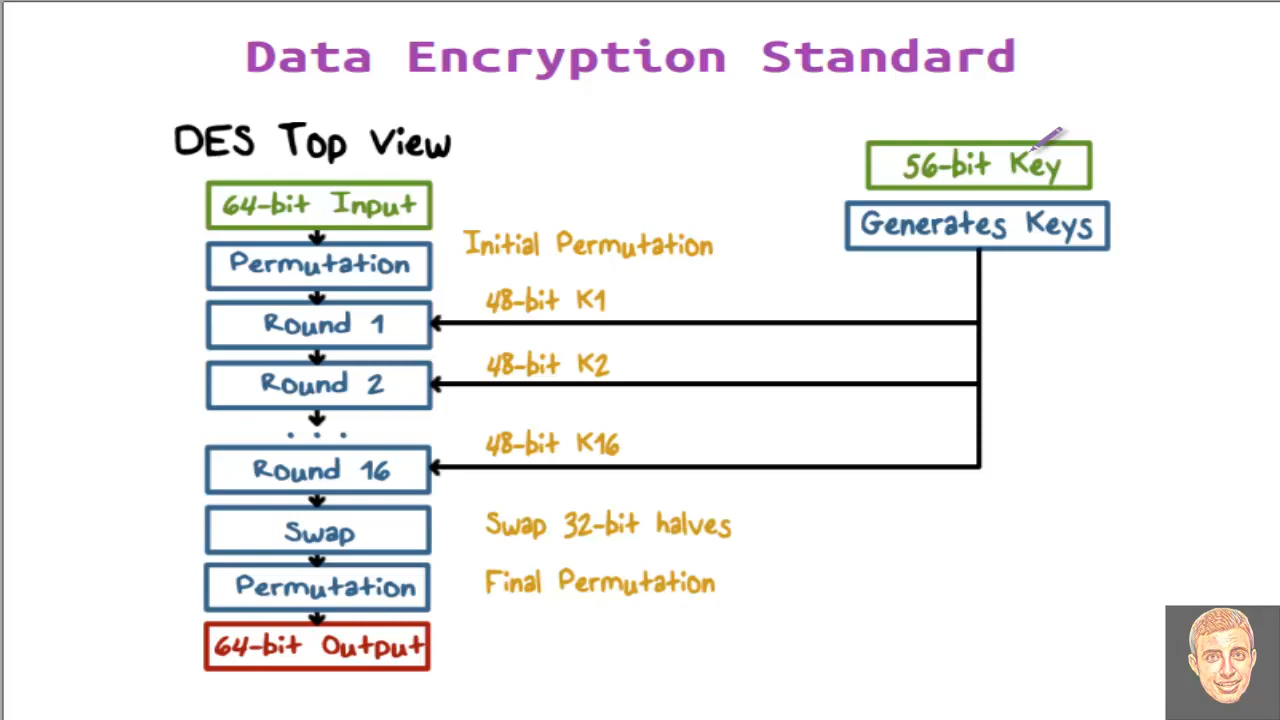 Data Encryption Standard
DES Top View
56-bit Key
64-bit Input
Generates Keys
Initial Permutation
Permutation
48-bit K1
Round 1
48-bit K2
Round 2
. . .
48-bit K16
Round 16
Swap 32-bit halves
Swap
Final Permutation
Permutation
64-bit Output